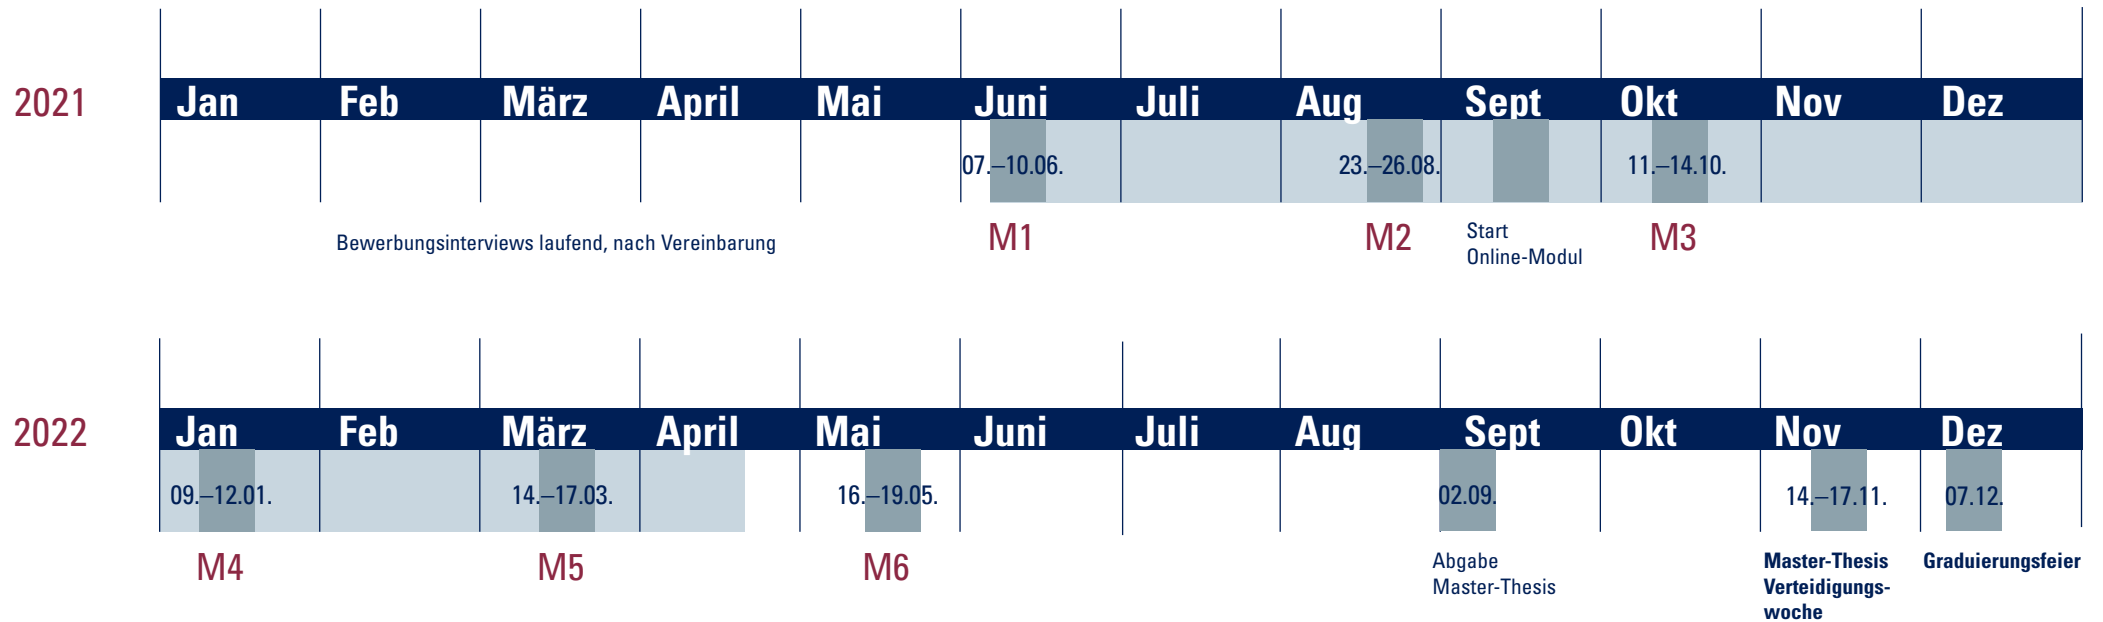 2021
Jan Feb März April Mai Juni Juli Aug Sept Okt Nov Dez
07.–10.06. 23.–26.08. 11.–14.10.
M1 M2 Start M3
Online-Modul
Bewerbungsinterviews laufend, nach Vereinbarung
2022
Jan Feb März April Mai Juni Juli Aug Sept Okt Nov Dez
09.–12.01. 14.–17.03. 16.–19.05. 02.09. 14.–17.11. 07.12.
M4 M5 M6
Abgabe
Master-Thesis
Master-Thesis
Verteidigungs-
woche
Graduierungsfeier